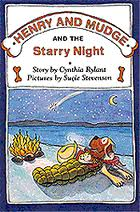 HENRY AND MUDGE
AND THE
Starry Night
Story by Cynthia Rylant
Pictures by Suçie Stevenson